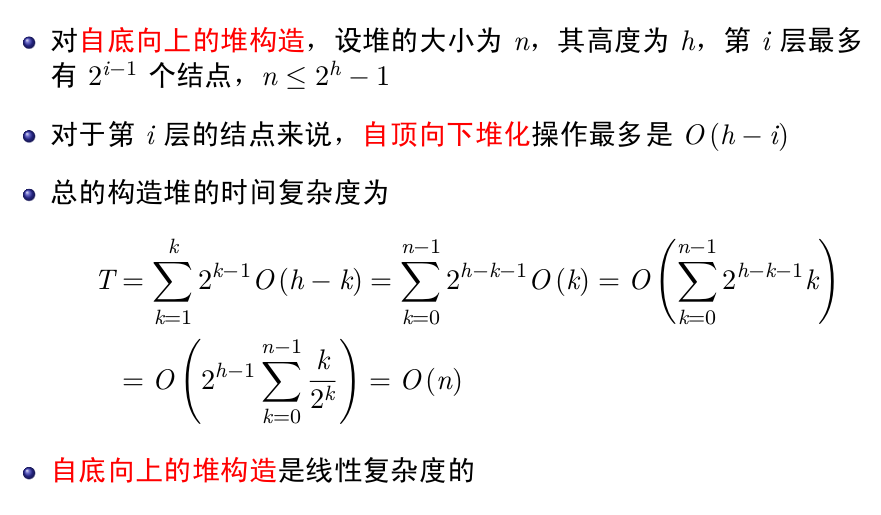 对自底向上的堆构造，设堆的大小为 n，其高度为 h，第 i 层最多
有 2^{i−1} 个结点，n ≤ 2^h − 1
对于第 i 层的结点来说，自顶向下堆化操作最多是 O(h − i)
总的构造堆的时间复杂度为
T = \sum_{k=1}^{k} 2^{k−1} O(h − k) = \sum_{k=0}^{n−1} 2^{h−k−1} O(k) = O(\sum_{k=0}^{n−1} 2^{h−k−1} k)
= O(2^{h−1} \sum_{k=0}^{n−1} \frac{k}{2^k}) = O(n)
自底向上的堆构造是线性复杂度的